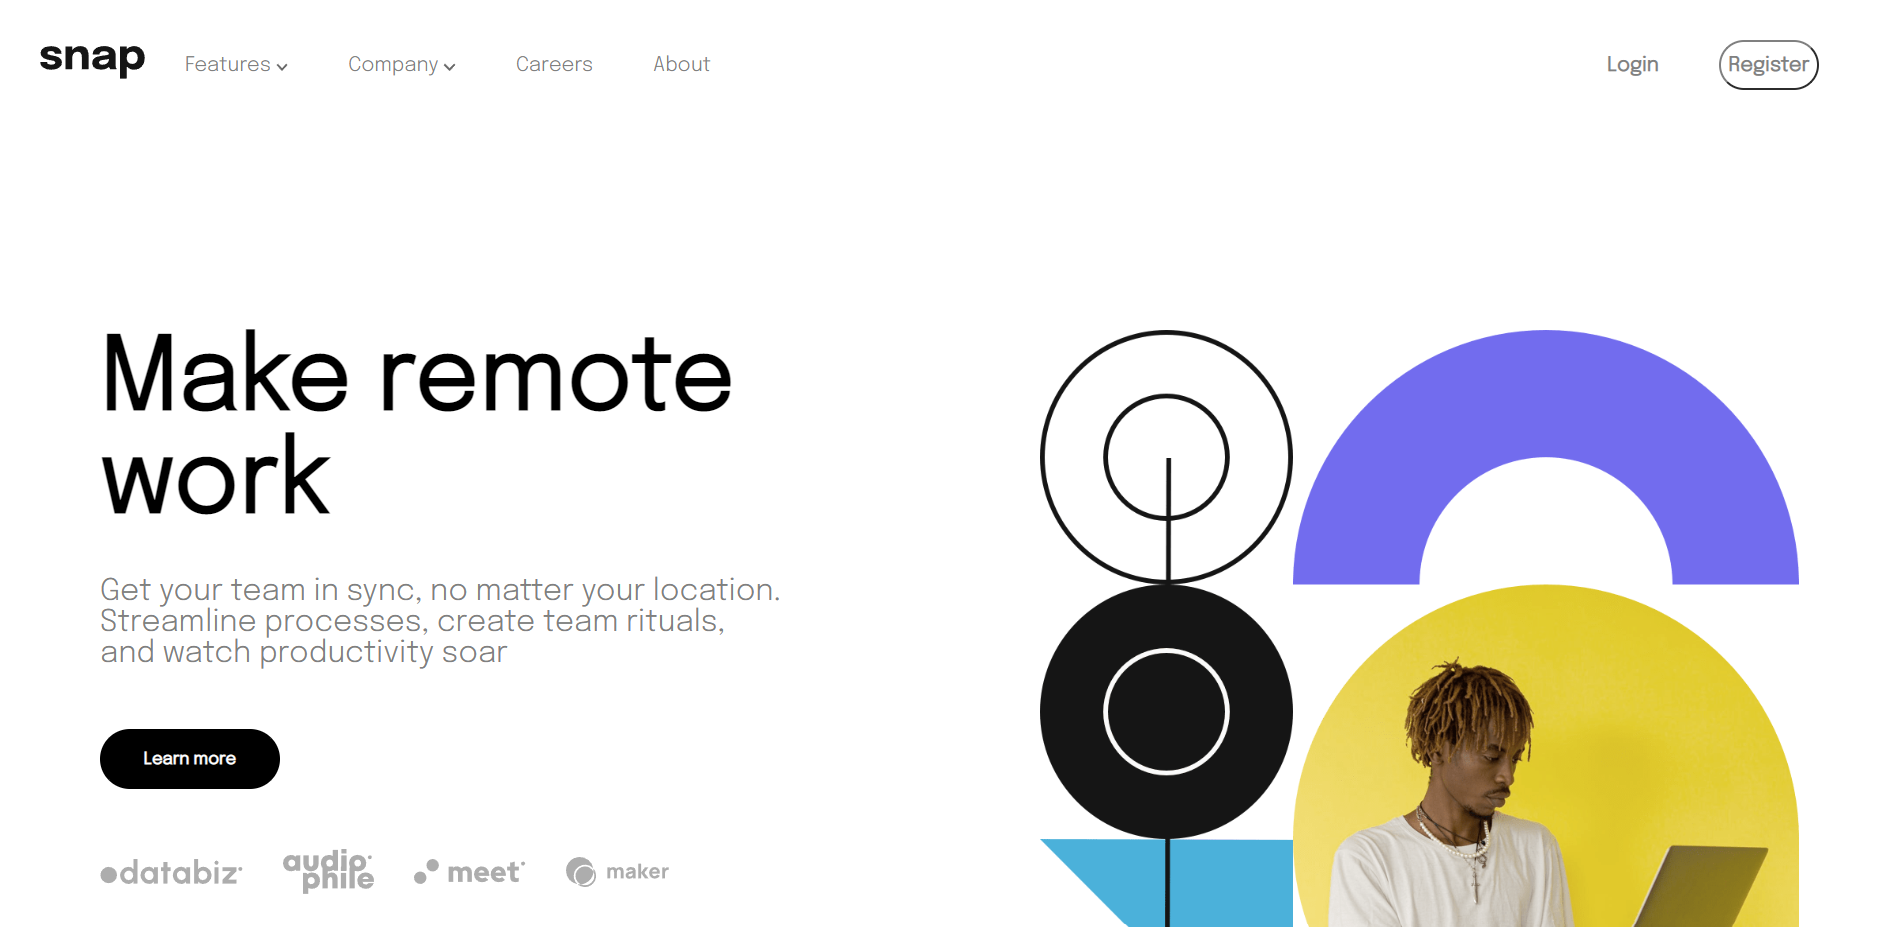 snap Features Company Careers About Login Register
Make remote
work
Get your team in sync, no matter your location.
Streamline processes, create team rituals,
and watch productivity soar
Learn more
databiz audiophile meet maker